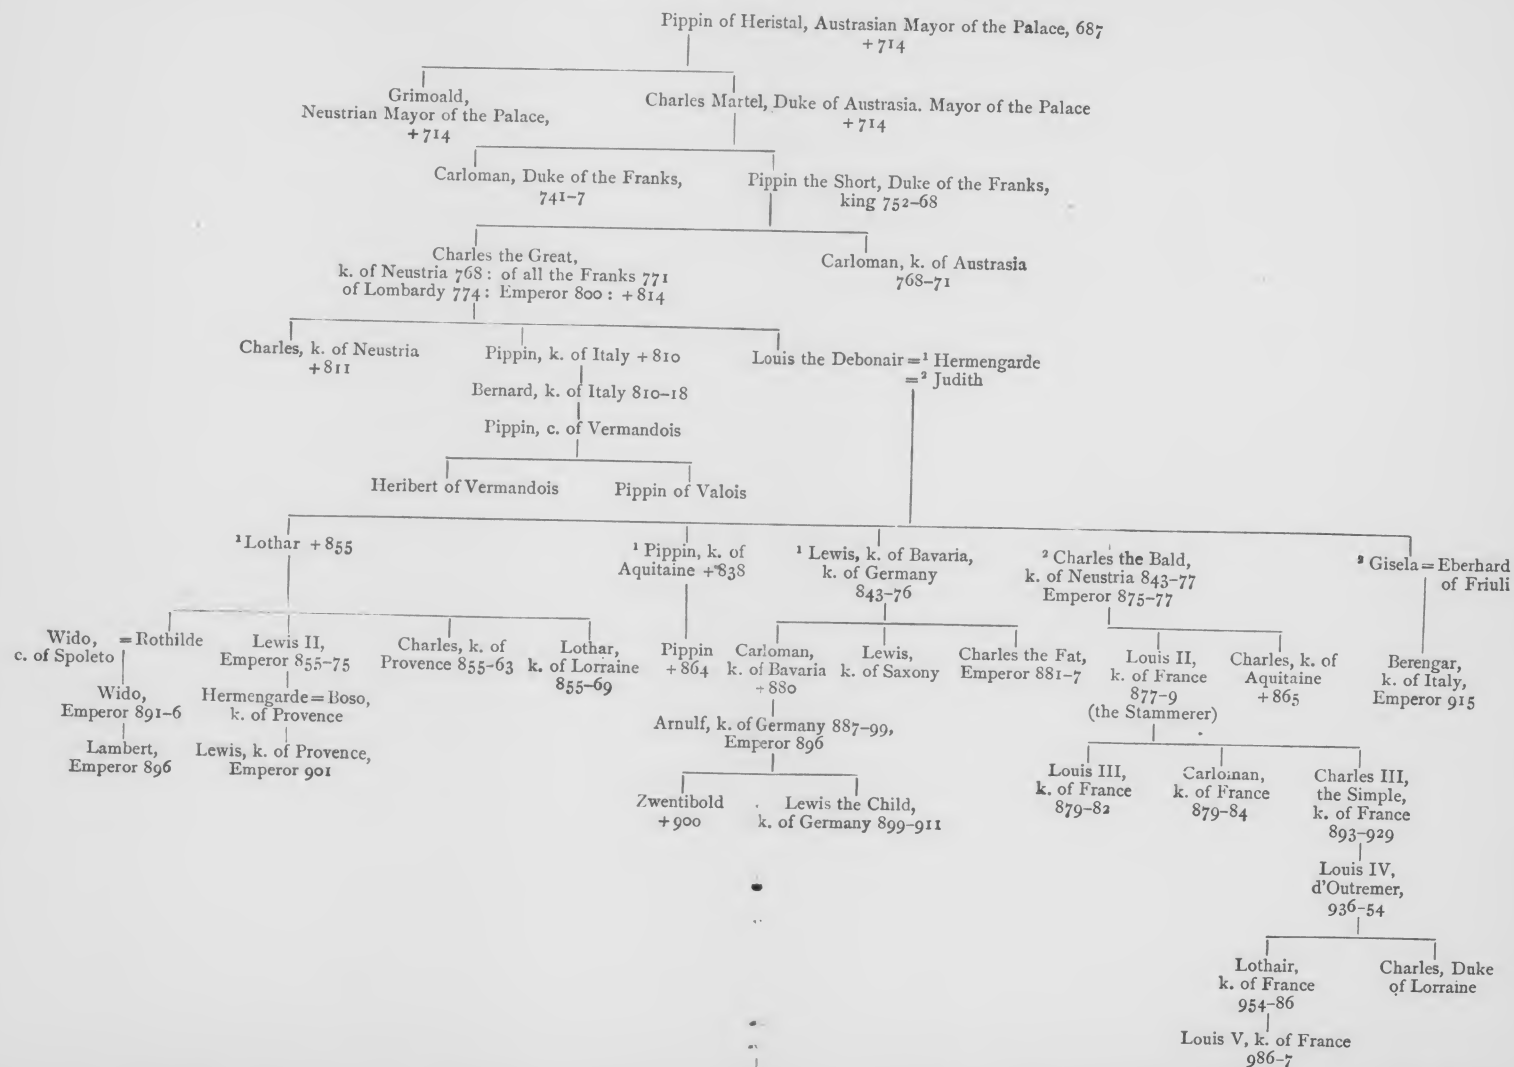 Pippin of Heristal, Austrasian Mayor of the Palace, 687
+714
Grimoald,
Neustrian Mayor of the Palace,
+714
Charles Martel, Duke of Austrasia. Mayor of the Palace
+714
Carloman, Duke of the Franks,
741-7
Pippin the Short, Duke of the Franks,
king 752-68
Charles the Great,
k. of Neustria 768: of all the Franks 771
of Lombardy 774: Emperor 800: +814
Carloman, k. of Austrasia
768-71
Charles, k. of Neustria
+811
Pippin, k. of Italy +810
Louis the Debonair =¹ Hermengarde
=² Judith
Bernard, k. of Italy 810-18
Pippin, c. of Vermandois
Heribert of Vermandois
Pippin of Valois
¹Lothar +855
¹ Pippin, k. of
Aquitaine +838
¹ Lewis, k. of Bavaria,
k. of Germany
843-76
² Charles the Bald,
k. of Neustria 843-77
Emperor 875-77
² Gisela=Eberhard
of Friuli
Wido,
c. of Spoleto
=Rothilde
Lewis II,
Emperor 855-75
Charles, k. of
Provence 855-63
Lothar,
k. of Lorraine
855-69
Pippin
+864
Carloman,
k. of Bavaria
+880
Lewis,
k. of Saxony
Charles the Fat,
Emperor 881-7
Louis II,
k. of France
877-9
(the Stammerer)
Charles, k. of
Aquitaine
+865
Berengar,
k. of Italy,
Emperor 915
Wido,
Emperor 891-6
Hermengarde=Boso,
k. of Provence
Lambert,
Emperor 896
Lewis, k. of Provence,
Emperor 901
Arnulf, k. of Germany 887-99,
Emperor 896
Zwentibold
+900
Lewis the Child,
k. of Germany 899-911
Louis III,
k. of France
879-82
Carloman,
k. of France
879-84
Charles III,
the Simple,
k. of France
893-929
Louis IV,
d'Outremer,
936-54
Lothair,
k. of France
954-86
Charles, Duke
of Lorraine
Louis V, k. of France
986-7